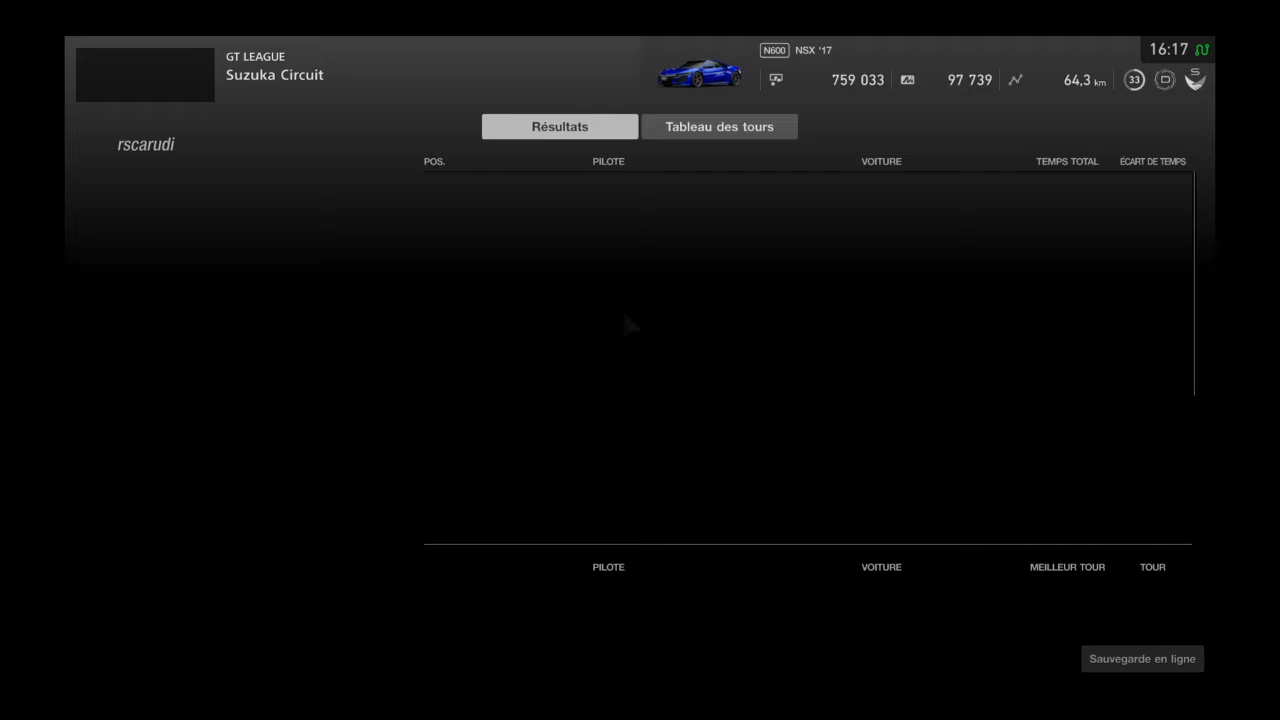 GT LEAGUE
Suzuka Circuit
N600 NSX '17
16:17
759 033
97 739
64,3 km
33
D
S
rscarudi
Résultats
Tableau des tours
POS. PILOTE VOITURE TEMPS TOTAL ÉCART DE TEMPS
PILOTE VOITURE MEILLEUR TOUR TOUR
Sauvegarde en ligne